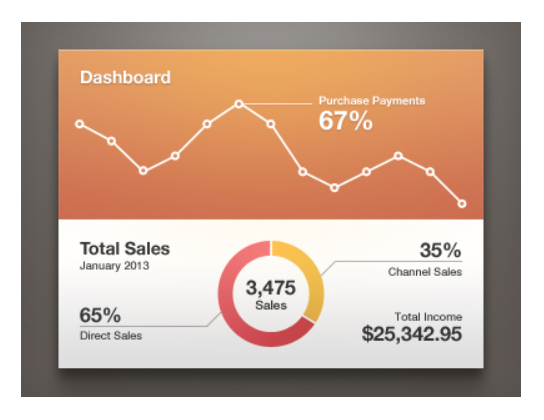 Dashboard
Purchase Payments
67%
Total Sales
January 2013
35%
Channel Sales
3,475
Sales
65%
Direct Sales
Total Income
$25,342.95